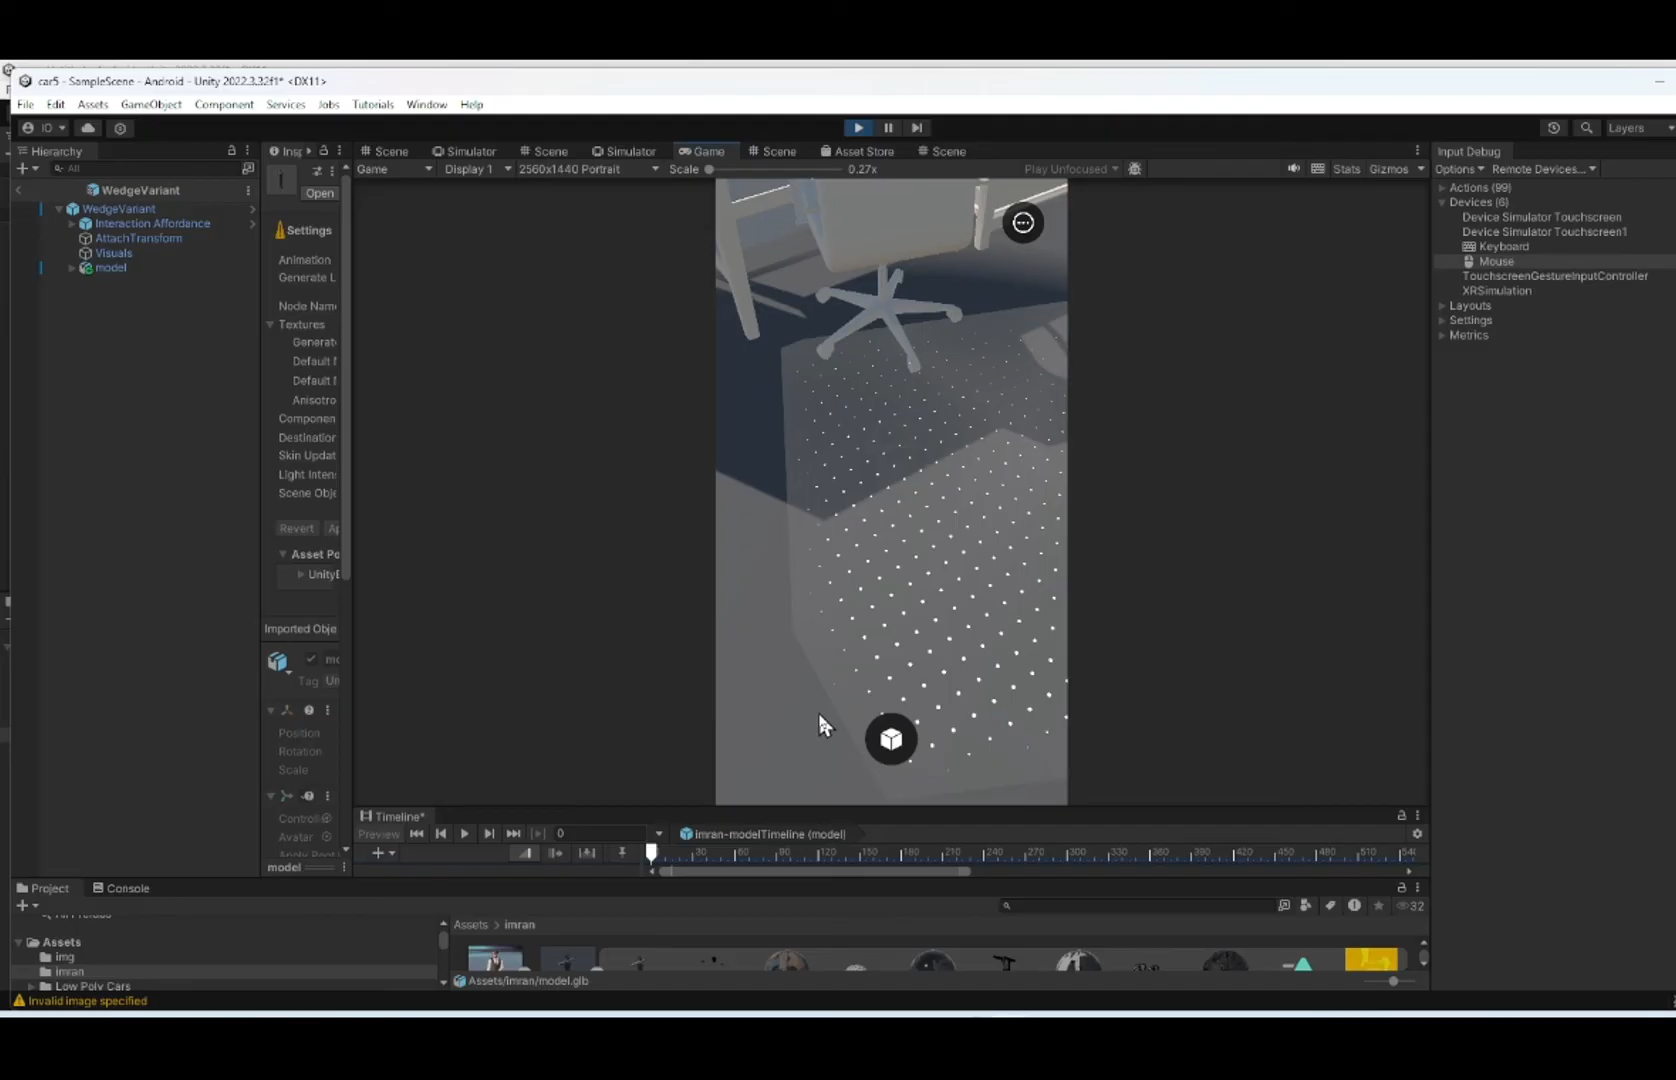 car5 - SampleScene - Android - Unity 2022.3.32f1* <DX11>
File Edit Assets GameObject Component Services Jobs Tutorials Window Help
IO
Layers
Hierarchy
Insp
Scene
Simulator
Scene
Simulator
Game
Scene
Asset Store
Scene
Input Debug
All
Game
Display 1
2560x1440 Portrait
Scale 0.27x
Play Unfocused
Stats
Gizmos
Options
Remote Devices...
WedgeVariant
WedgeVariant
Interaction Affordance
AttachTransform
Visuals
model
Open
Settings
Animation
Generate L
Node Name
Textures
Generat
Default
Default
Anisotro
Componen
Destination
Skin Updat
Light Inten
Scene Obje
Revert
Ap
Asset Po
UnityE
Imported Obje
mo
Tag Un
Position
Rotation
Scale
Controll
Avatar
model
Actions (99)
Devices (6)
Device Simulator Touchscreen
Device Simulator Touchscreen1
Keyboard
Mouse
TouchscreenGestureInputController
XRSimulation
Layouts
Settings
Metrics
Timeline*
Preview
0
imran-modelTimeline (model)
30 60 90 120 150 180 210 240 270 300 330 360 390 420 450 480 510 540
Project
Console
32
Assets
img
imran
Low Poly Cars
Assets > imran
Assets/imran/model.glb
Invalid image specified